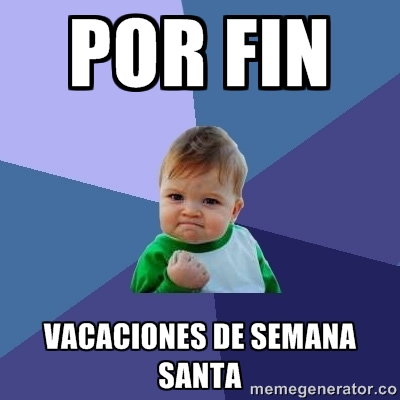 POR FIN
VACACIONES DE SEMANA
SANTA
memegenerator.co